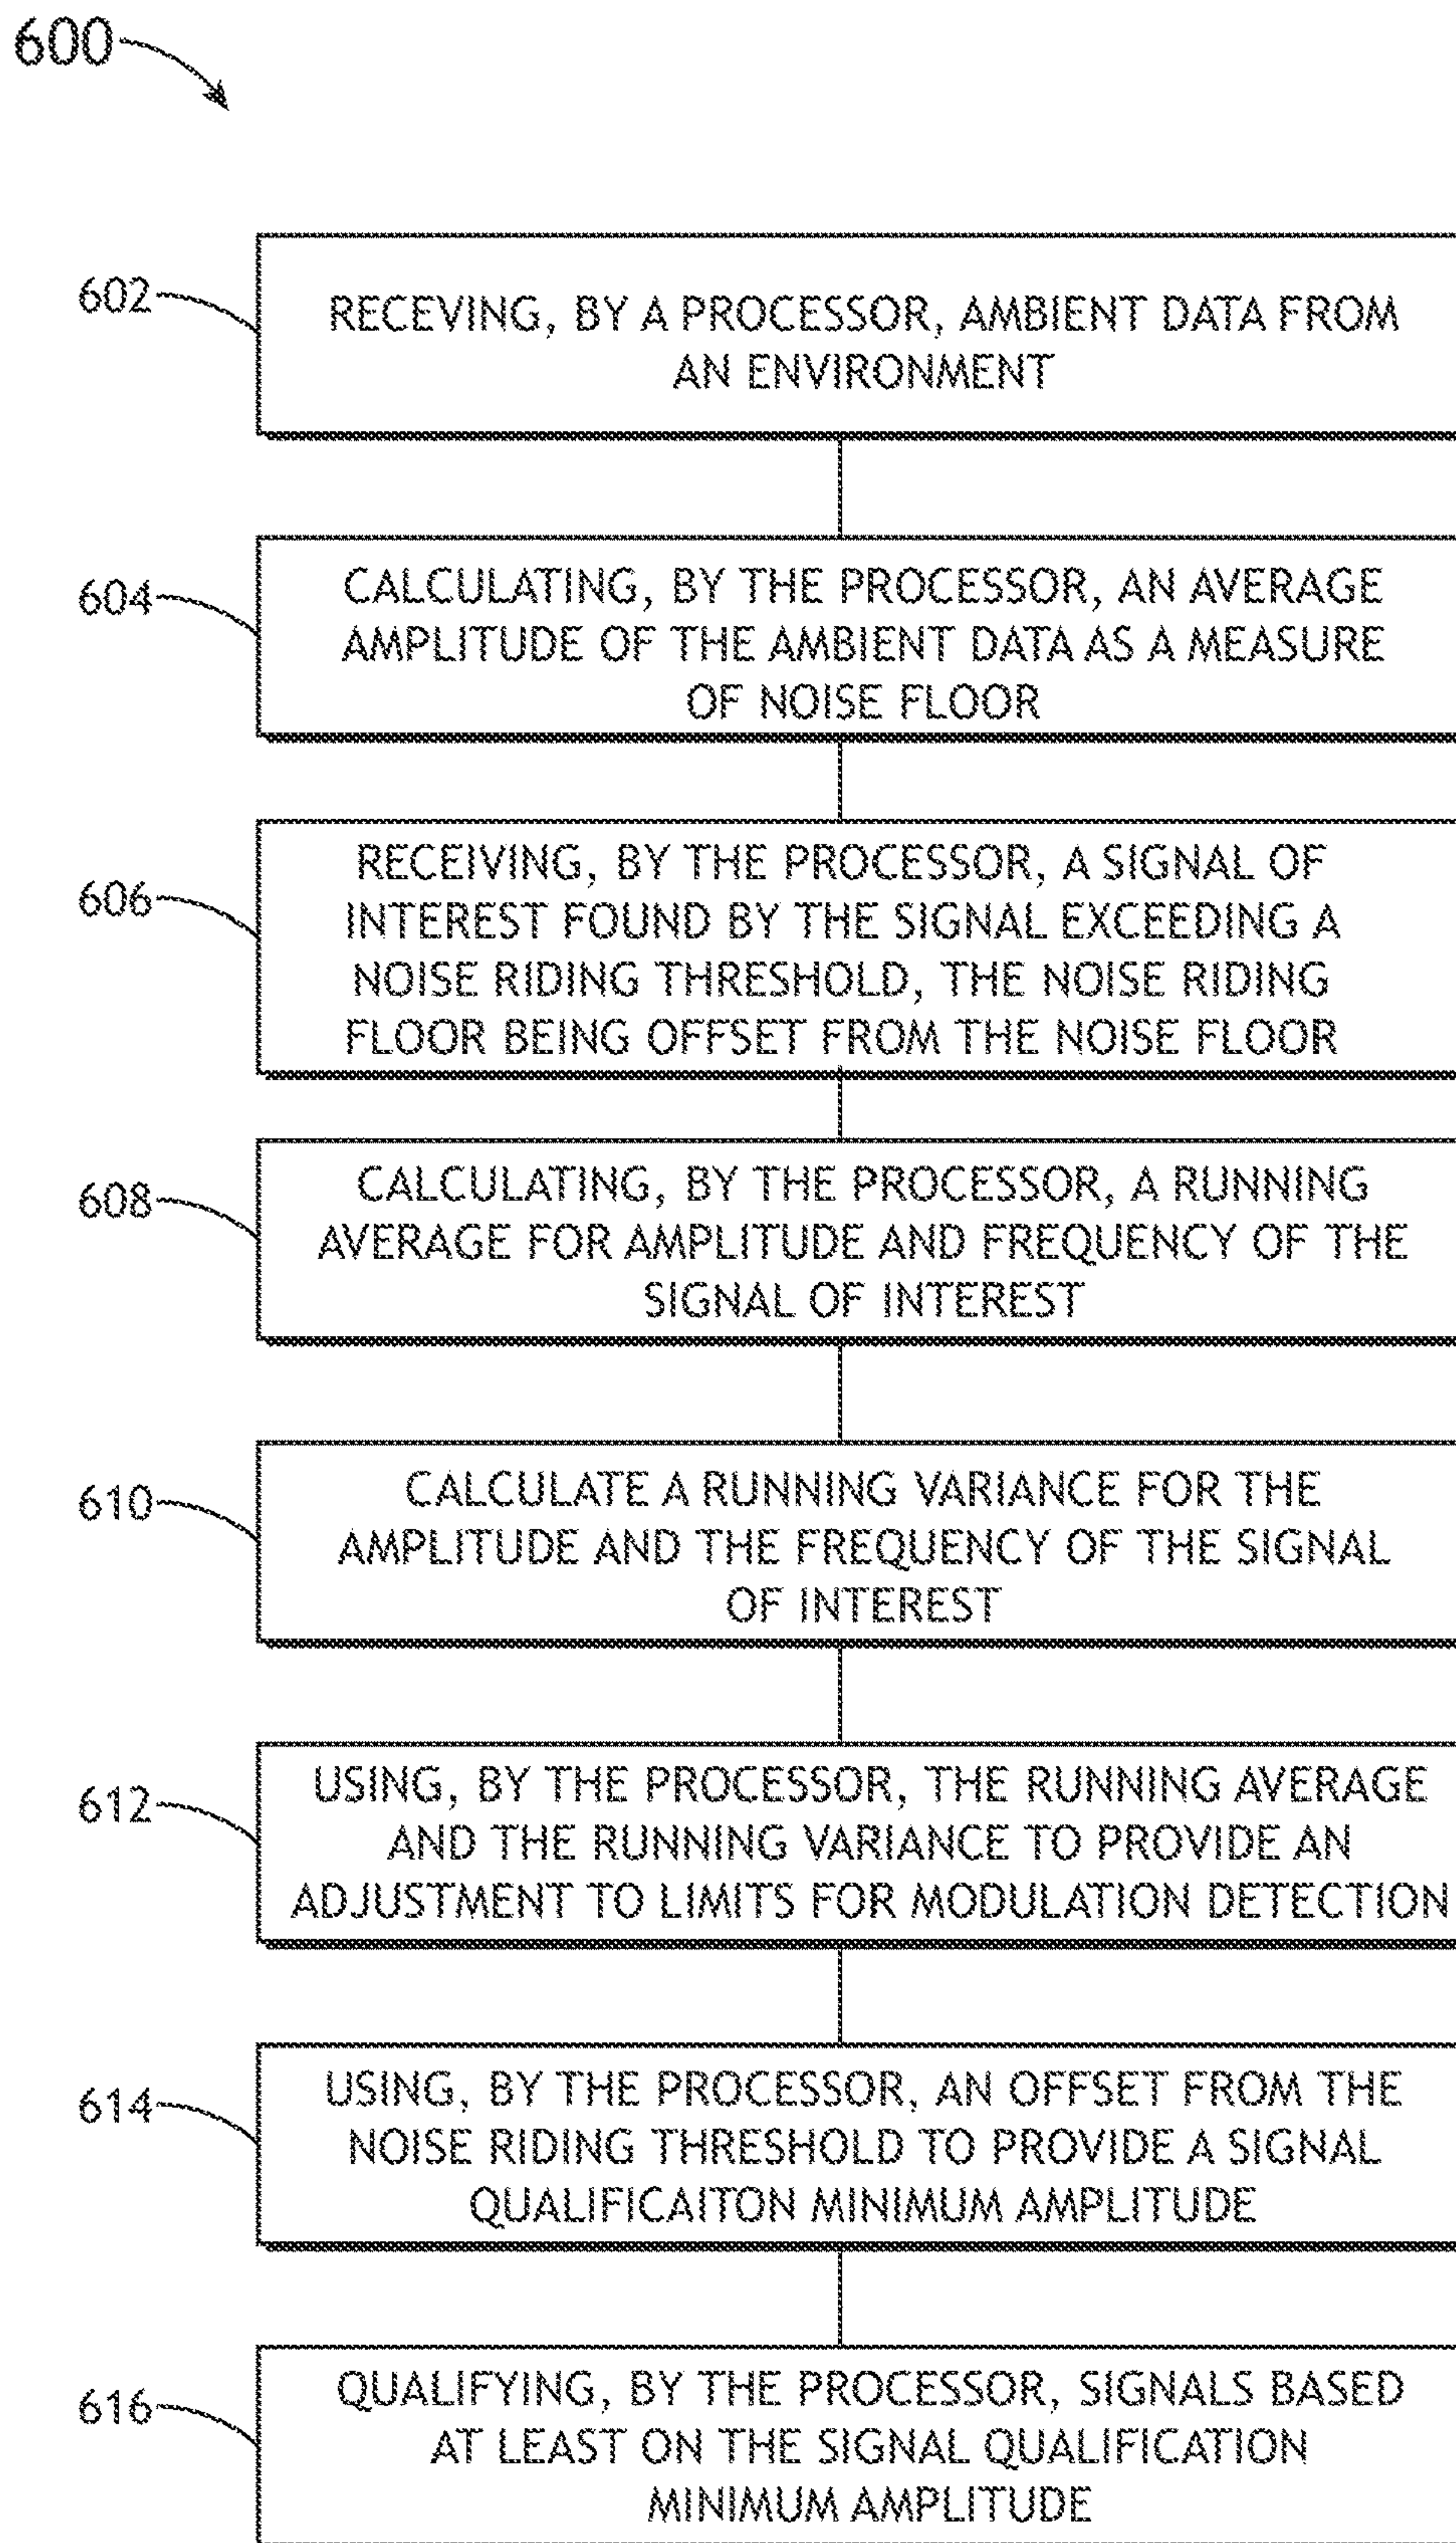 600
602
RECEVING, BY A PROCESSOR, AMBIENT DATA FROM
AN ENVIRONMENT
604
CALCULATING, BY THE PROCESSOR, AN AVERAGE
AMPLITUDE OF THE AMBIENT DATA AS A MEASURE
OF NOISE FLOOR
606
RECEIVING, BY THE PROCESSOR, A SIGNAL OF
INTEREST FOUND BY THE SIGNAL EXCEEDING A
NOISE RIDING THRESHOLD, THE NOISE RIDING
FLOOR BEING OFFSET FROM THE NOISE FLOOR
608
CALCULATING, BY THE PROCESSOR, A RUNNING
AVERAGE FOR AMPLITUDE AND FREQUENCY OF THE
SIGNAL OF INTEREST
610
CALCULATE A RUNNING VARIANCE FOR THE
AMPLITUDE AND THE FREQUENCY OF THE SIGNAL
OF INTEREST
612
USING, BY THE PROCESSOR, THE RUNNING AVERAGE
AND THE RUNNING VARIANCE TO PROVIDE AN
ADJUSTMENT TO LIMITS FOR MODULATION DETECTION
614
USING, BY THE PROCESSOR, AN OFFSET FROM THE
NOISE RIDING THRESHOLD TO PROVIDE A SIGNAL
QUALIFICAITON MINIMUM AMPLITUDE
616
QUALIFYING, BY THE PROCESSOR, SIGNALS BASED
AT LEAST ON THE SIGNAL QUALIFICATION
MINIMUM AMPLITUDE